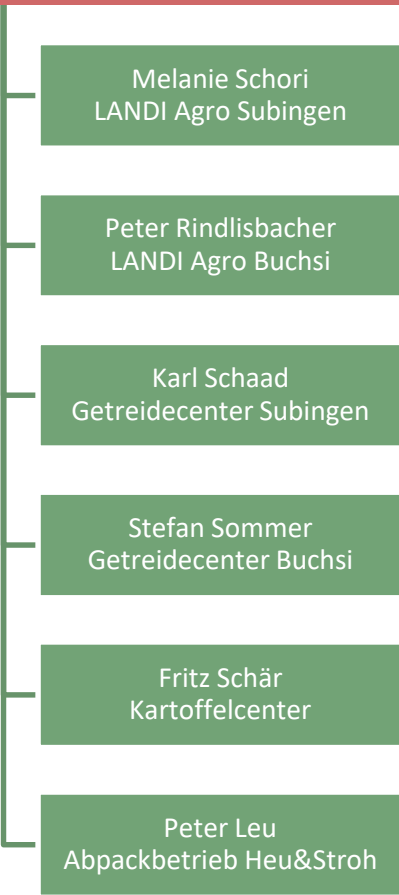 Melanie Schori
LANDI Agro Subingen
Peter Rindlisbacher
LANDI Agro Buchsi
Karl Schaad
Getreidecenter Subingen
Stefan Sommer
Getreidecenter Buchsi
Fritz Schär
Kartoffelcenter
Peter Leu
Abpackbetrieb Heu&Stroh